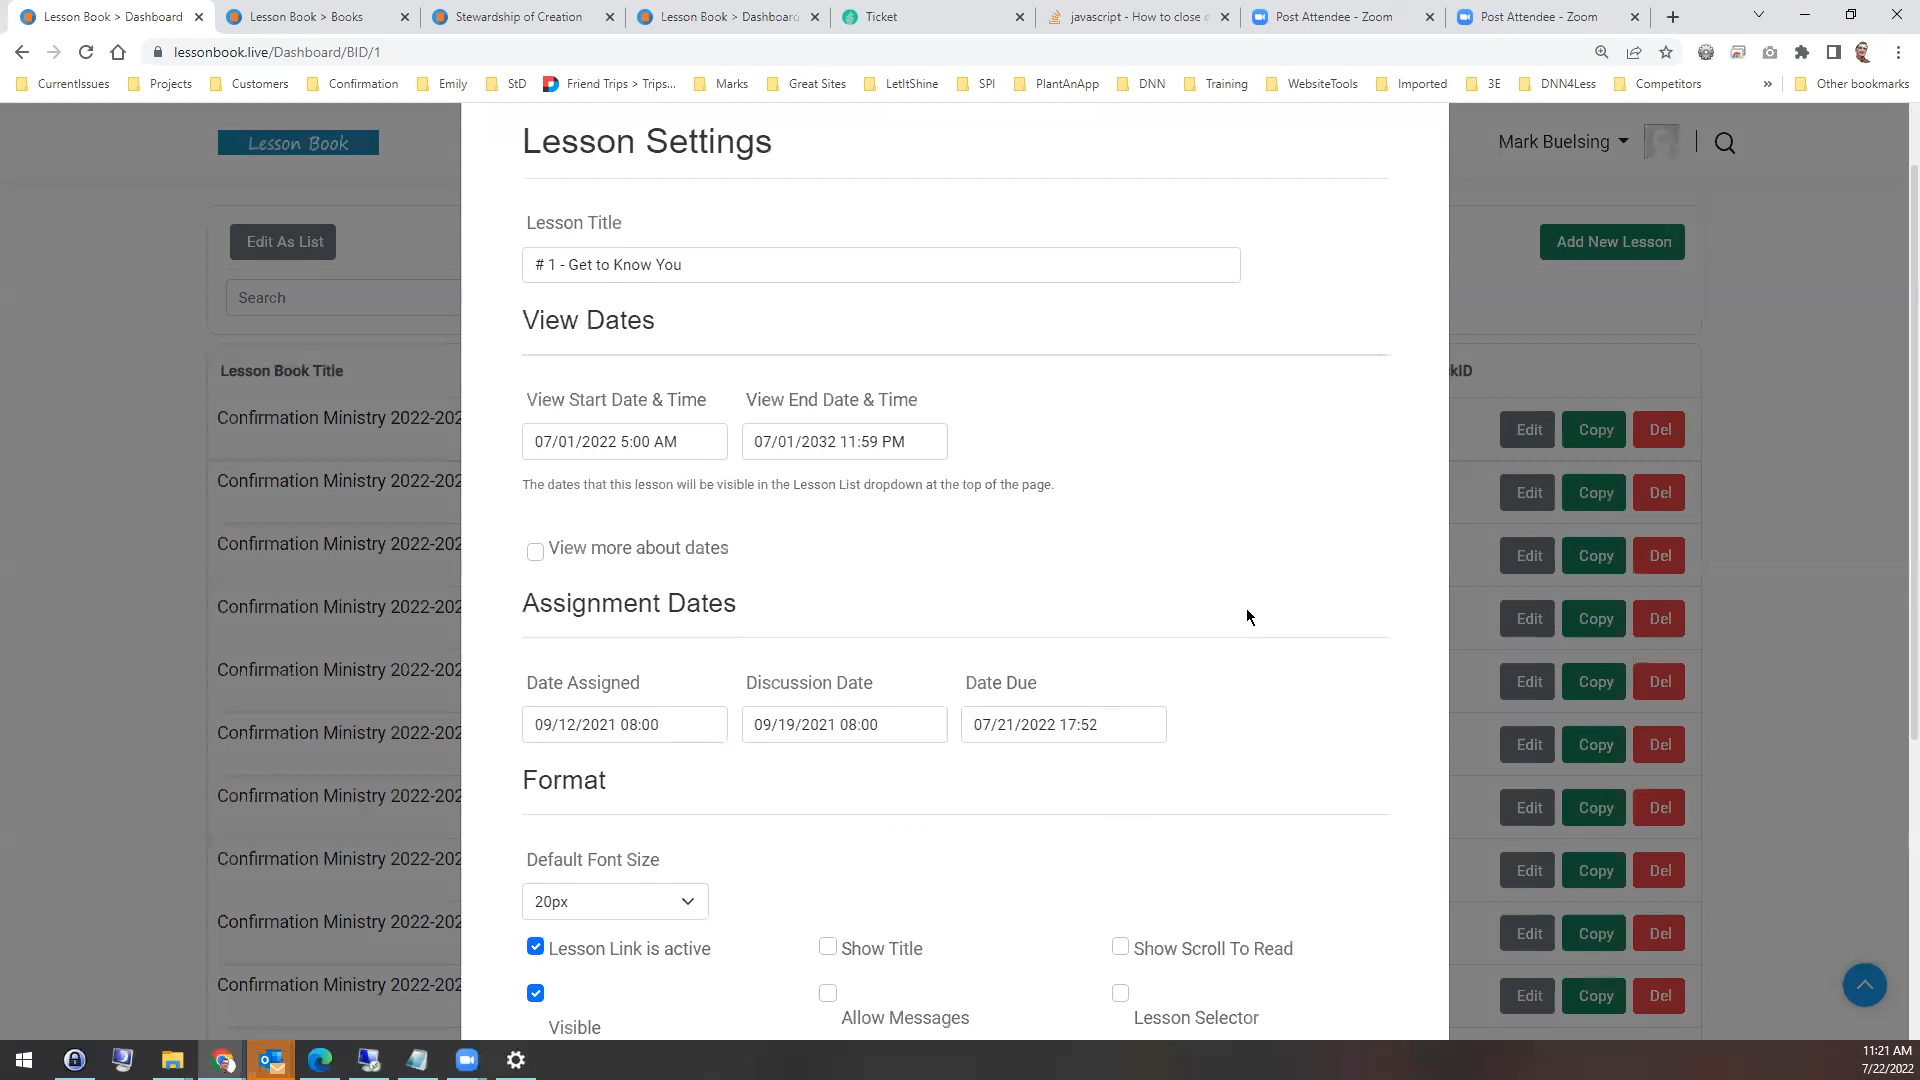 Lesson Book > Dashboard
Lesson Book > Books
Stewardship of Creation
Lesson Book > Dashboard
Ticket
javascript - How to close
Post Attendee - Zoom
Post Attendee - Zoom
lessonbook.live/Dashboard/BID/1
CurrentIssues
Projects
Customers
Confirmation
Emily
StD
Friend Trips > Trips...
Marks
Great Sites
LetItShine
SPI
PlantAnApp
DNN
Training
WebsiteTools
Imported
3E
DNN4Less
Competitors
»
Other bookmarks
Lesson Book
Mark Buelsing
Lesson Settings
Edit As List
Add New Lesson
Search
Lesson Title
# 1 - Get to Know You
View Dates
Lesson Book Title
kID
View Start Date & Time
View End Date & Time
07/01/2022 5:00 AM
07/01/2032 11:59 PM
The dates that this lesson will be visible in the Lesson List dropdown at the top of the page.
View more about dates
Assignment Dates
Date Assigned
Discussion Date
Date Due
09/12/2021 08:00
09/19/2021 08:00
07/21/2022 17:52
Format
Default Font Size
20px
Lesson Link is active
Show Title
Show Scroll To Read
Visible
Allow Messages
Lesson Selector
Confirmation Ministry 2022-202
Edit Copy Del
Confirmation Ministry 2022-202
Edit Copy Del
Confirmation Ministry 2022-202
Edit Copy Del
Confirmation Ministry 2022-202
Edit Copy Del
Confirmation Ministry 2022-202
Edit Copy Del
Confirmation Ministry 2022-202
Edit Copy Del
Confirmation Ministry 2022-202
Edit Copy Del
Confirmation Ministry 2022-202
Edit Copy Del
Confirmation Ministry 2022-202
Edit Copy Del
Confirmation Ministry 2022-202
Edit Copy Del
11:21 AM
7/22/2022